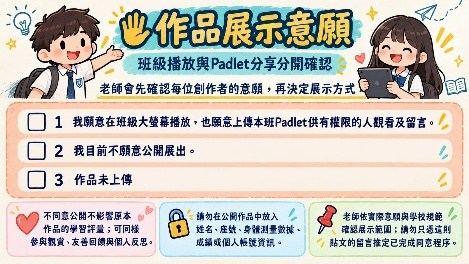 作品展示意願
班級播放與Padlet分享分開確認
老師會先確認每位創作者的意願，再決定展示方式
1 我願意在班級大螢幕播放，也願意上傳本班Padlet供有權限的人觀看及留言。
2 我目前不願意公開展出。
3 作品未上傳
不同意公開不影響原本
作品的學習評量；可同樣
參與觀賞、友善回饋與個人反思。
請勿在公開作品中放入
姓名、座號、身體測量數據、
成績或個人帳號資訊。
老師依實際意願與學校規範
確認展示範圍；請勿只憑這則
貼文的留言推定已完成同意程序。